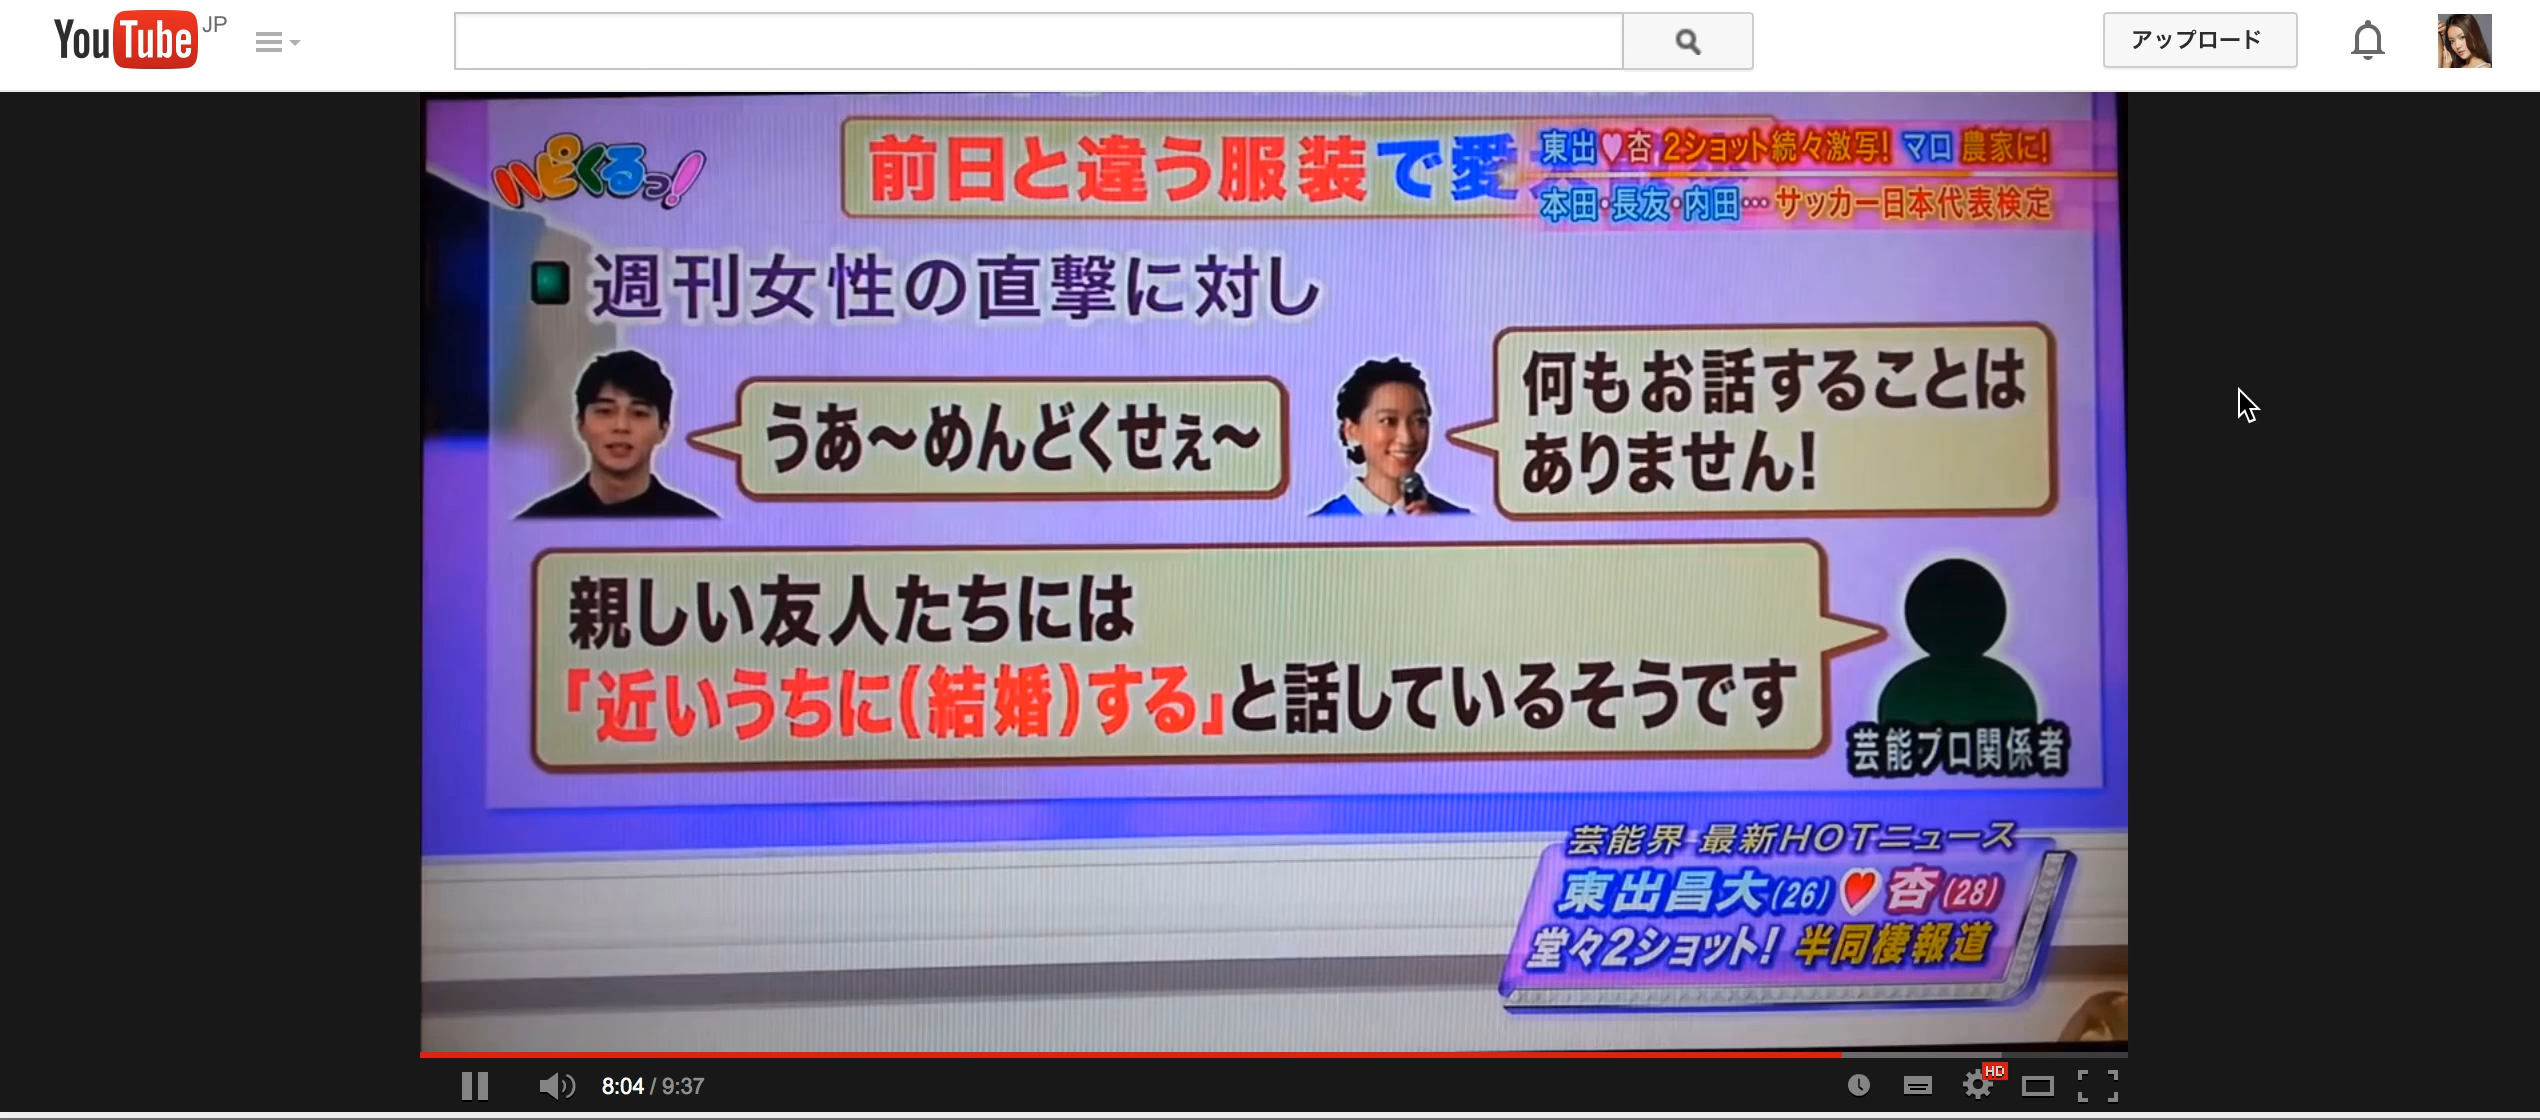 YouTube JP
アップロード
ハピくるっ!
前日と違う服装で愛
東出♥杏 2ショット続々激写! マロ 農家に!
本田・長友・内田… サッカー日本代表検定
週刊女性の直撃に対し
うあ〜めんどくせぇ〜
何もお話することは
ありません!
親しい友人たちには
「近いうちに(結婚)する」と話しているそうです
芸能プロ関係者
芸能界 最新HOTニュース
東出昌大(26)♥杏(28)
堂々2ショット! 半同棲報道
8:04 / 9:37
HD